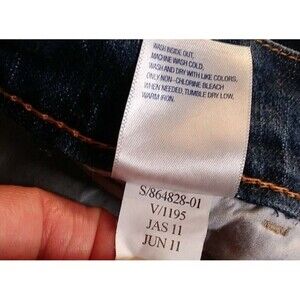 WASH INSIDE OUT,
MACHINE WASH COLD,
WASH AND DRY WITH LIKE COLORS,
ONLY NON-CHLORINE BLEACH
WHEN NEEDED, TUMBLE DRY LOW.
WARM IRON.
S/864828-01
V/1195
JAS 11
JUN 11